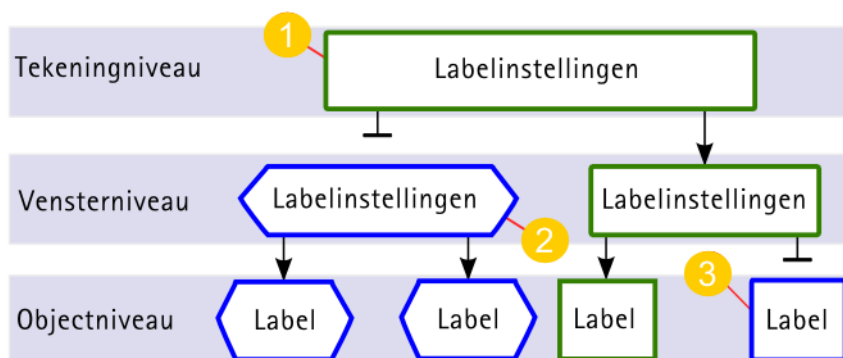 1
Tekeningniveau
Labelinstellingen
Vensterniveau
Labelinstellingen
Labelinstellingen
2
3
Objectniveau
Label
Label
Label
Label